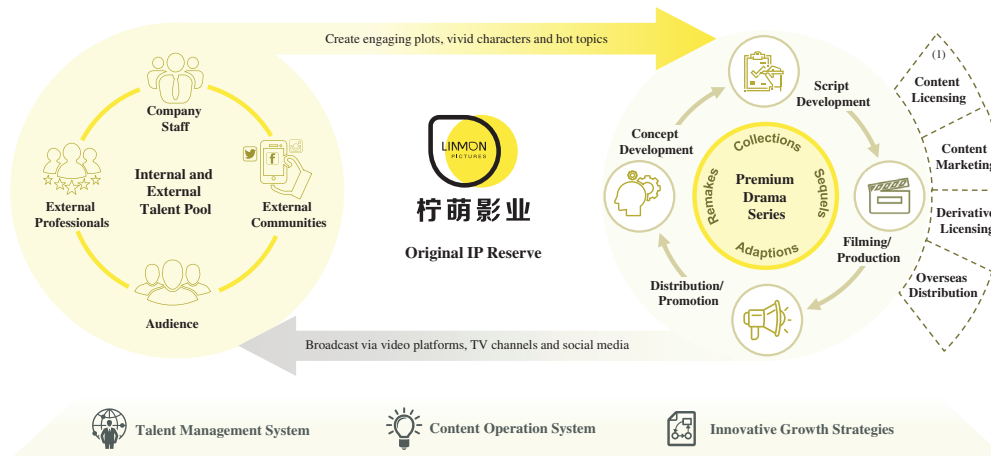 Create engaging plots, vivid characters and hot topics
Company
Staff
External
Professionals
Internal and
External
Talent Pool
External
Communities
Audience
LINMON
PICTURES
柠萌影业
Original IP Reserve
Concept
Development
Script
Development
Filming/
Production
Distribution/
Promotion
Collections
Sequels
Adaptions
Remakes
Premium
Drama
Series
(1)
Content
Licensing
Content
Marketing
Derivative
Licensing
Overseas
Distribution
Broadcast via video platforms, TV channels and social media
Talent Management System
Content Operation System
Innovative Growth Strategies